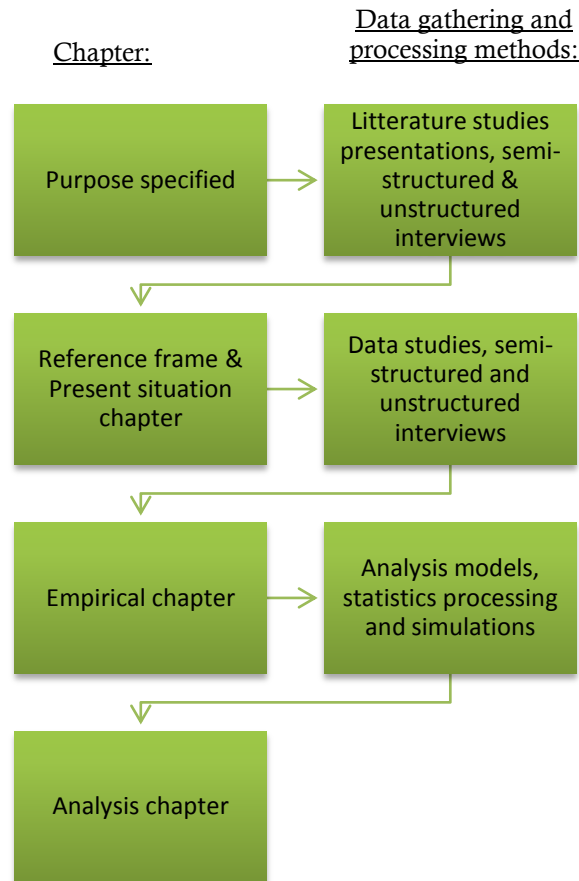 Chapter:
Data gathering and
processing methods:
Purpose specified
Litterature studies
presentations, semi-
structured &
unstructured
interviews
Reference frame &
Present situation
chapter
Data studies, semi-
structured and
unstructured
interviews
Empirical chapter
Analysis models,
statistics processing
and simulations
Analysis chapter